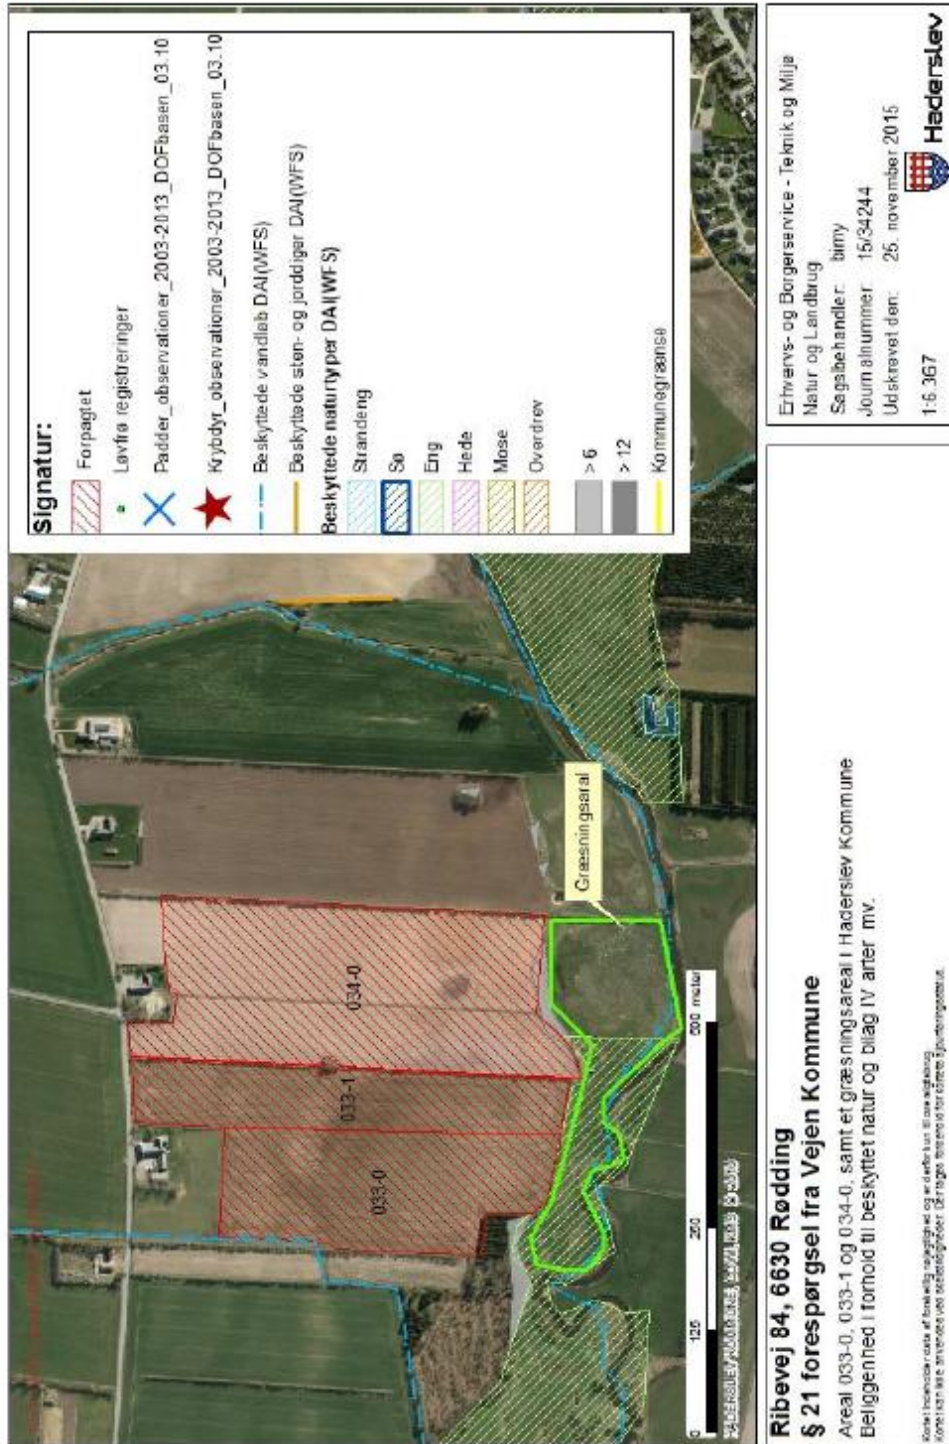 Signatur:
Forpagtet
Løvfrø registreringer
Padder_observationer_2003-2013_DOFbasen_03.10
Krybdyr_observationer_2003-2013_DOFbasen_03.10
Beskyttede vandløb DAI(WFS)
Beskyttede sten- og jorddiger DAI(WFS)
Beskyttede naturtyper DAI(WFS)
Strandeng
Sø
Eng
Hede
Mose
Overdrev
> 6
> 12
Kommunegrænse
034-0
033-1
033-0
Græsningsaral
0 125 250 500 meter
Ribevej 84, 6630 Rødding
§ 21 forespørgsel fra Vejen Kommune
Areal 033-0, 033-1 og 034-0, samt et græsningsareal i Haderslev Kommune
Beliggenhed i forhold til beskyttet natur og bilag IV arter mv.
Erhvervs- og Borgerservice - Teknik og Miljø
Natur og Landbrug
Sagsbehandler: bimy
Journalnummer: 15/34244
Udskrevet den: 25. november 2015
1:6.367
Haderslev